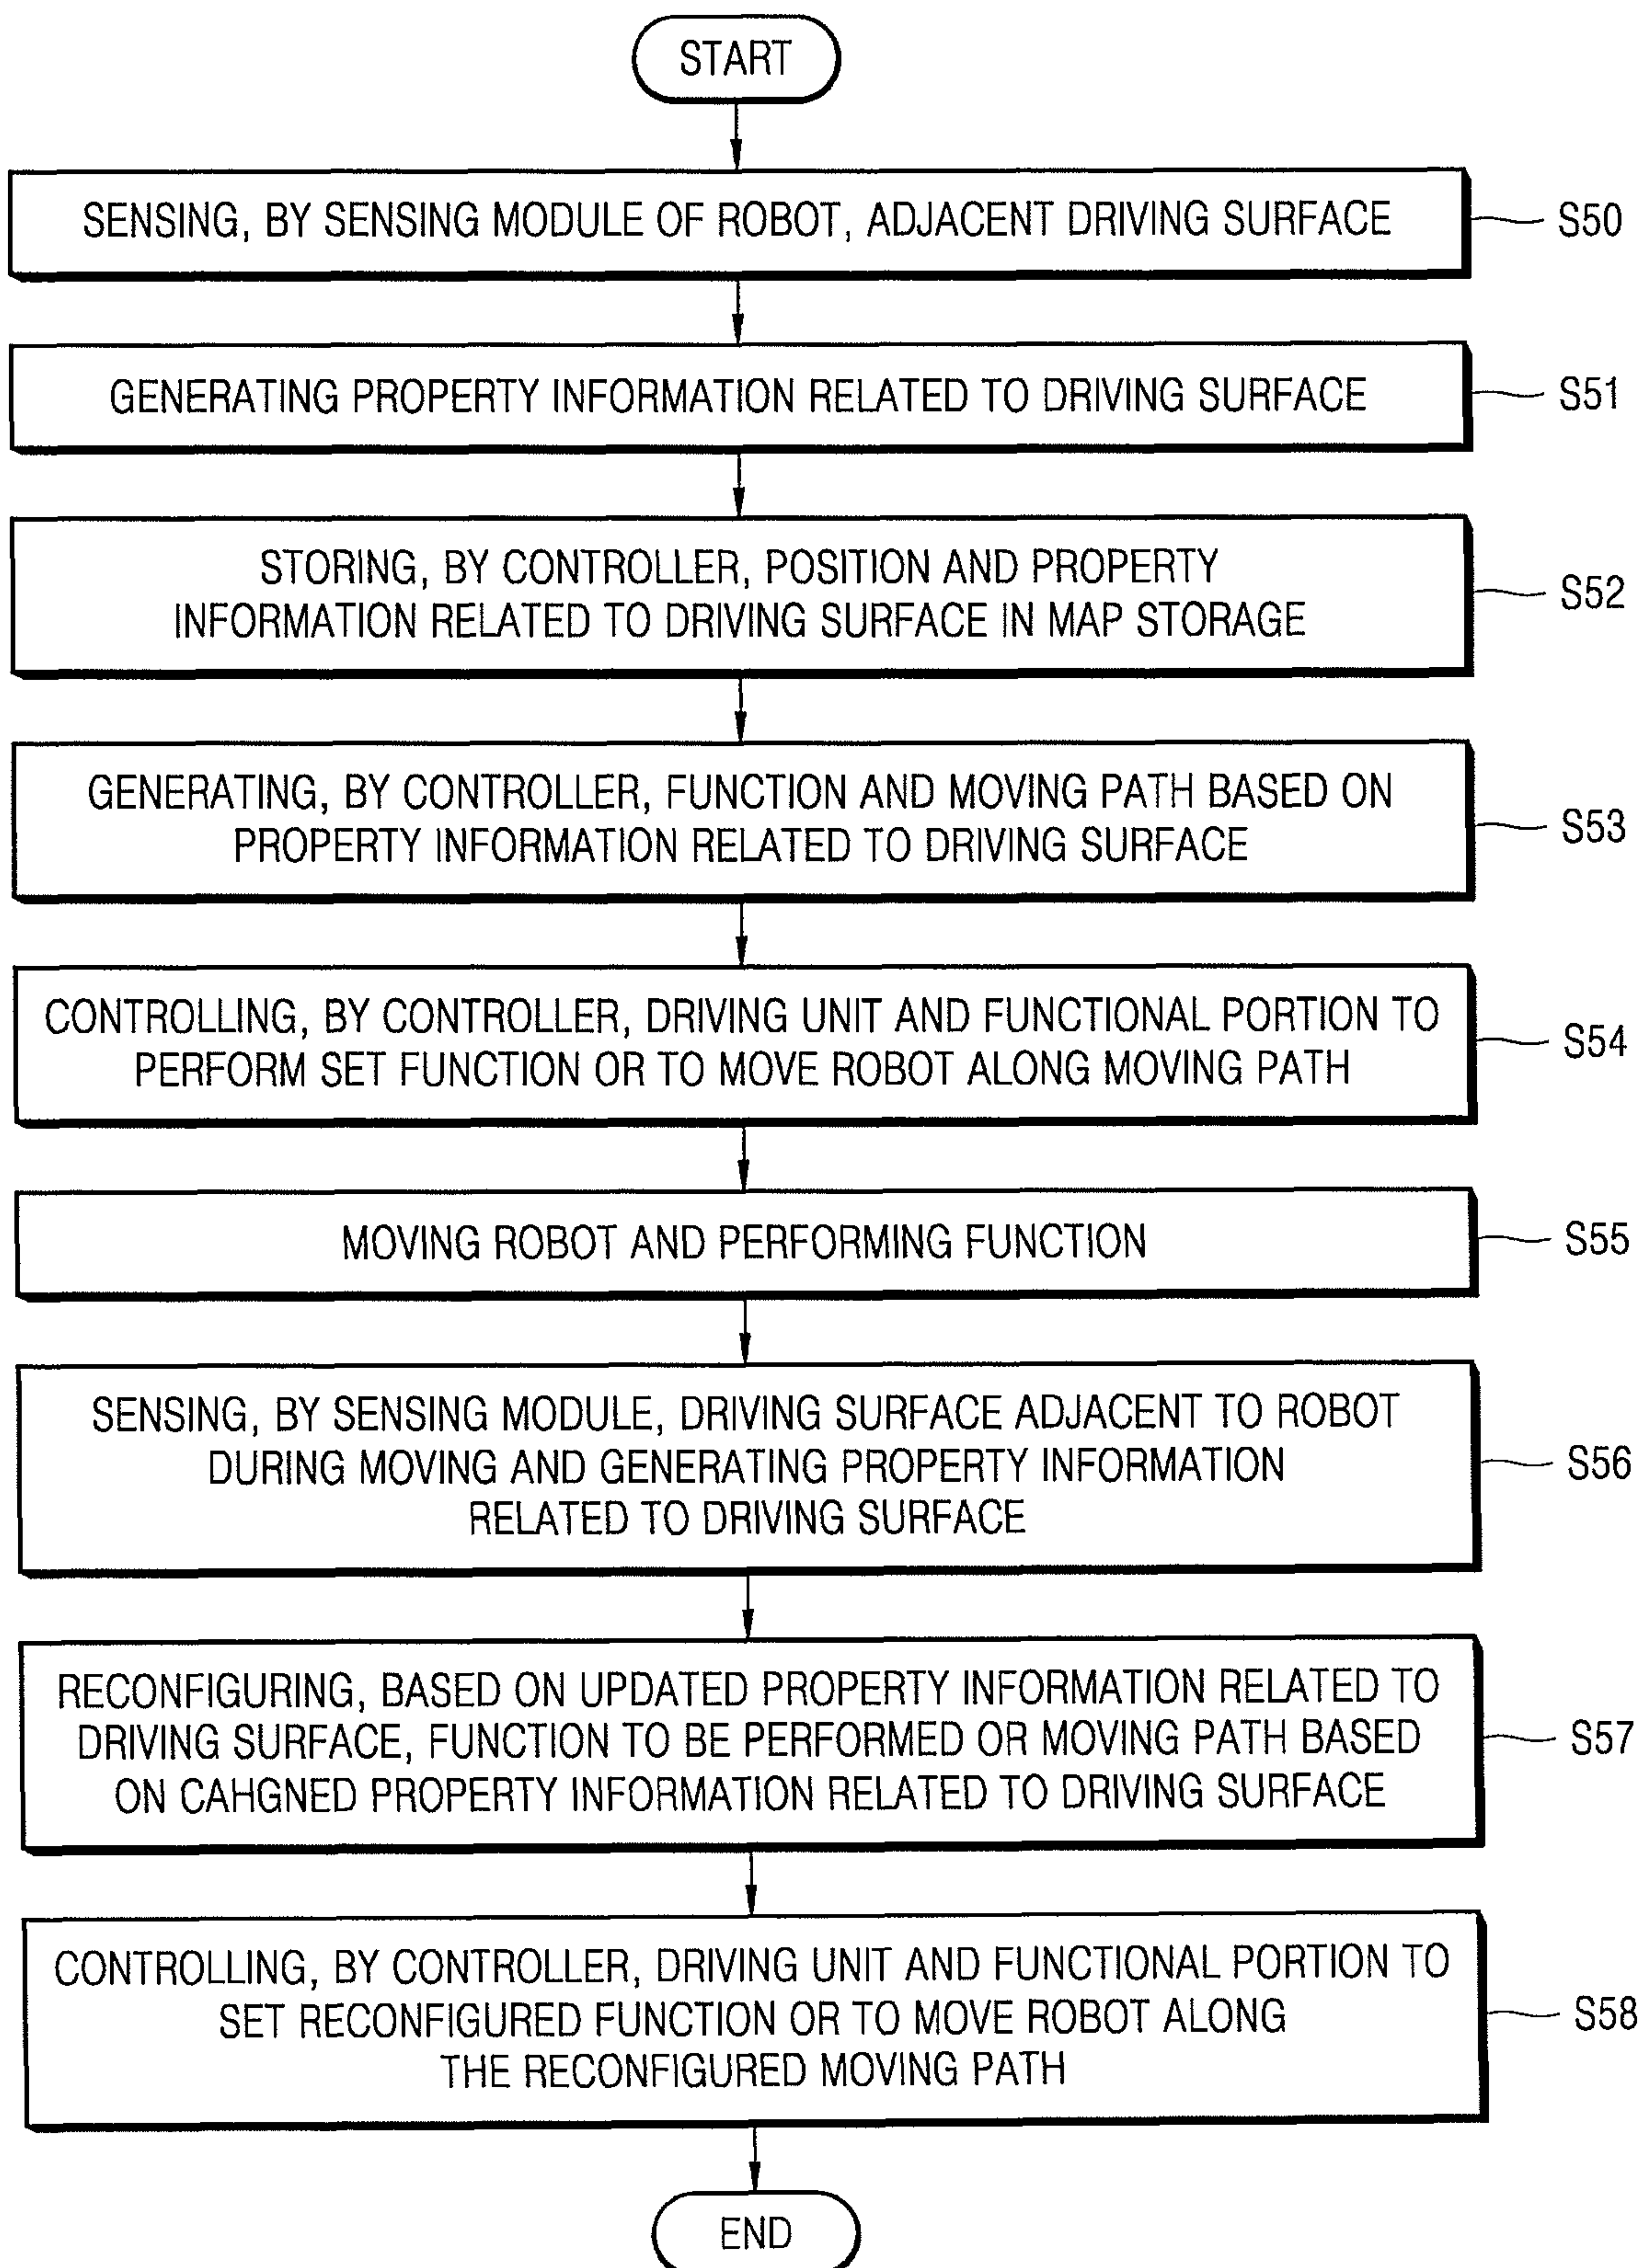 START
SENSING, BY SENSING MODULE OF ROBOT, ADJACENT DRIVING SURFACE
S50
GENERATING PROPERTY INFORMATION RELATED TO DRIVING SURFACE
S51
STORING, BY CONTROLLER, POSITION AND PROPERTY
INFORMATION RELATED TO DRIVING SURFACE IN MAP STORAGE
S52
GENERATING, BY CONTROLLER, FUNCTION AND MOVING PATH BASED ON
PROPERTY INFORMATION RELATED TO DRIVING SURFACE
S53
CONTROLLING, BY CONTROLLER, DRIVING UNIT AND FUNCTIONAL PORTION TO
PERFORM SET FUNCTION OR TO MOVE ROBOT ALONG MOVING PATH
S54
MOVING ROBOT AND PERFORMING FUNCTION
S55
SENSING, BY SENSING MODULE, DRIVING SURFACE ADJACENT TO ROBOT
DURING MOVING AND GENERATING PROPERTY INFORMATION
RELATED TO DRIVING SURFACE
S56
RECONFIGURING, BASED ON UPDATED PROPERTY INFORMATION RELATED TO
DRIVING SURFACE, FUNCTION TO BE PERFORMED OR MOVING PATH BASED
ON CAHGNED PROPERTY INFORMATION RELATED TO DRIVING SURFACE
S57
CONTROLLING, BY CONTROLLER, DRIVING UNIT AND FUNCTIONAL PORTION TO
SET RECONFIGURED FUNCTION OR TO MOVE ROBOT ALONG
THE RECONFIGURED MOVING PATH
S58
END